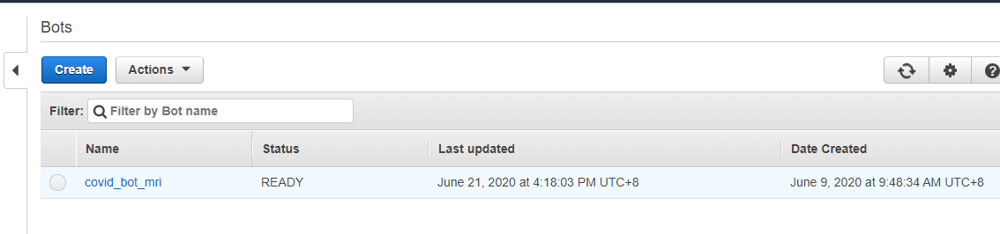 Bots
Create Actions
Filter: Filter by Bot name
Name Status Last updated Date Created
covid_bot_mri READY June 21, 2020 at 4:18:03 PM UTC+8 June 9, 2020 at 9:48:34 AM UTC+8